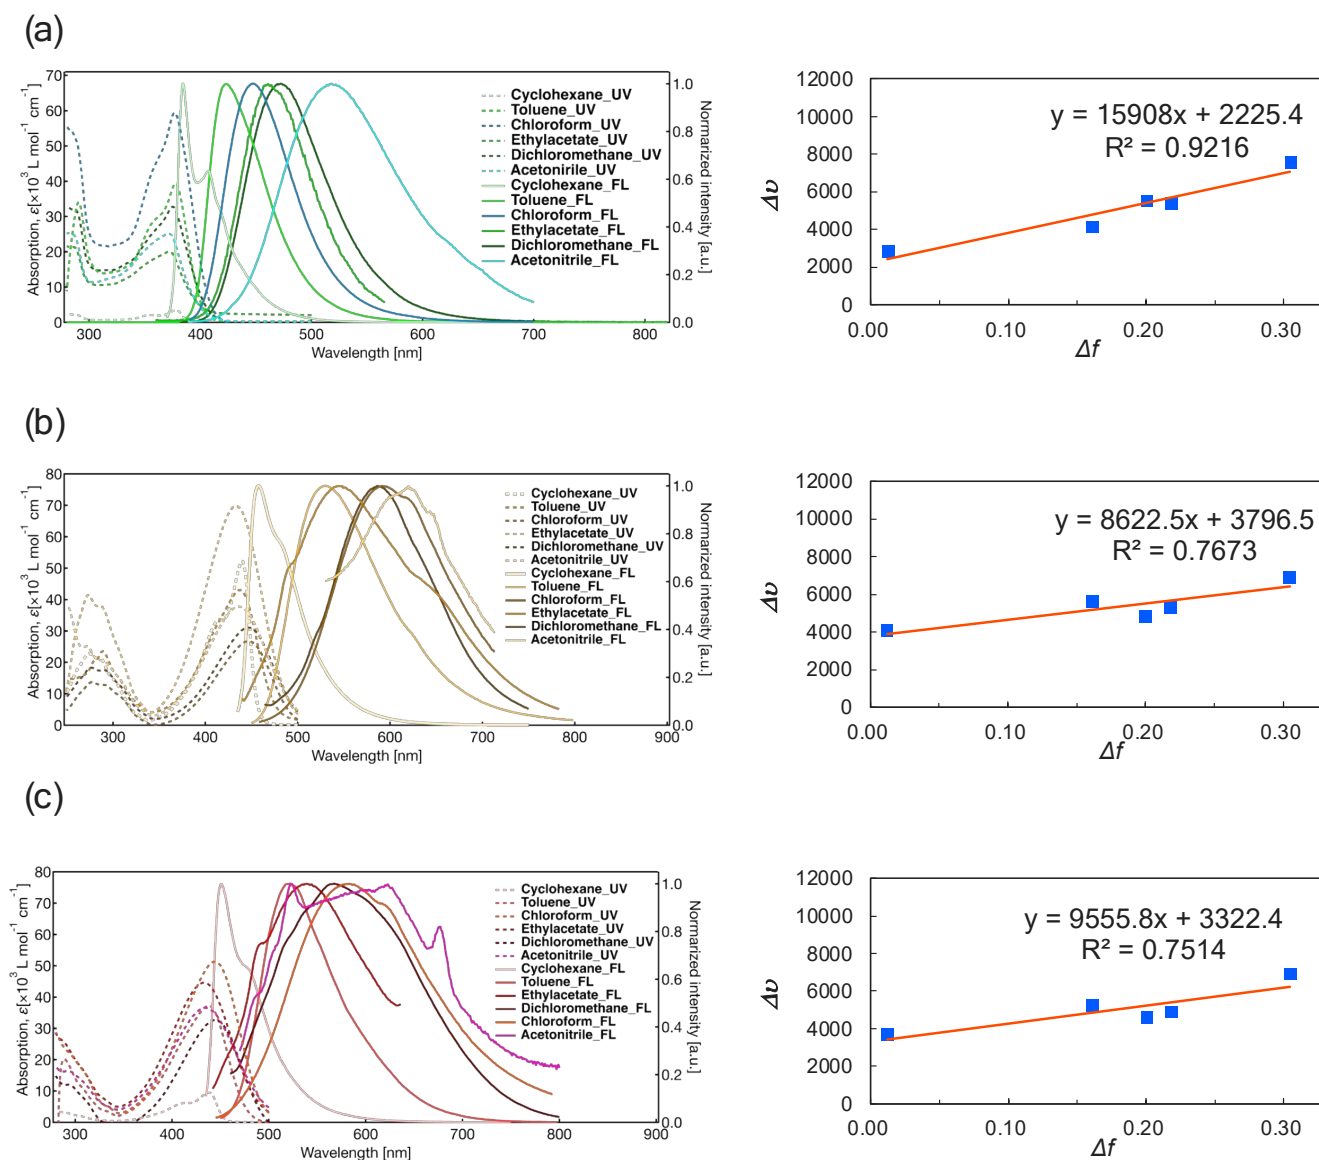 (a)
Absorption, ε[×10³ L mol⁻¹ cm⁻¹]
70
60
50
40
30
20
10
0
300
400
500
600
700
800
Wavelength [nm]
1.0
0.8
0.6
0.4
0.2
0.0
Normarized intensity [a.u.]
Cyclohexane_UV
Toluene_UV
Chloroform_UV
Ethylacetate_UV
Dichloromethane_UV
Acetonirile_UV
Cyclohexane_FL
Toluene_FL
Chloroform_FL
Ethylacetate_FL
Dichloromethane_FL
Acetonitrile_FL
12000
10000
8000
6000
4000
2000
0
Δυ
y = 15908x + 2225.4
R² = 0.9216
0.00
0.10
0.20
0.30
Δf
(b)
Absorption, ε[×10³ L mol⁻¹ cm⁻¹]
80
70
60
50
40
30
20
10
0
300
400
500
600
700
800
900
Wavelength [nm]
1.0
0.8
0.6
0.4
0.2
0.0
Normarized intensity [a.u.]
Cyclohexane_UV
Toluene_UV
Chloroform_UV
Ethylacetate_UV
Dichloromethane_UV
Acetonitrile_UV
Cyclohexane_FL
Toluene_FL
Chloroform_FL
Ethylacetate_FL
Dichloromethane_FL
Acetonitrile_FL
12000
10000
8000
6000
4000
2000
0
Δυ
y = 8622.5x + 3796.5
R² = 0.7673
0.00
0.10
0.20
0.30
Δf
(c)
Absorption, ε[×10³ L mol⁻¹ cm⁻¹]
80
70
60
50
40
30
20
10
0
300
400
500
600
700
800
900
Wavelength [nm]
1.0
0.8
0.6
0.4
0.2
0.0
Normarized intensity [a.u.]
Cyclohexane_UV
Toluene_UV
Chloroform_UV
Ethylacetate_UV
Dichloromethane_UV
Acetonitrile_UV
Cyclohexane_FL
Toluene_FL
Ethylacetate_FL
Dichloromethane_FL
Chloroform_FL
Acetonitrile_FL
12000
10000
8000
6000
4000
2000
0
Δυ
y = 9555.8x + 3322.4
R² = 0.7514
0.00
0.10
0.20
0.30
Δf